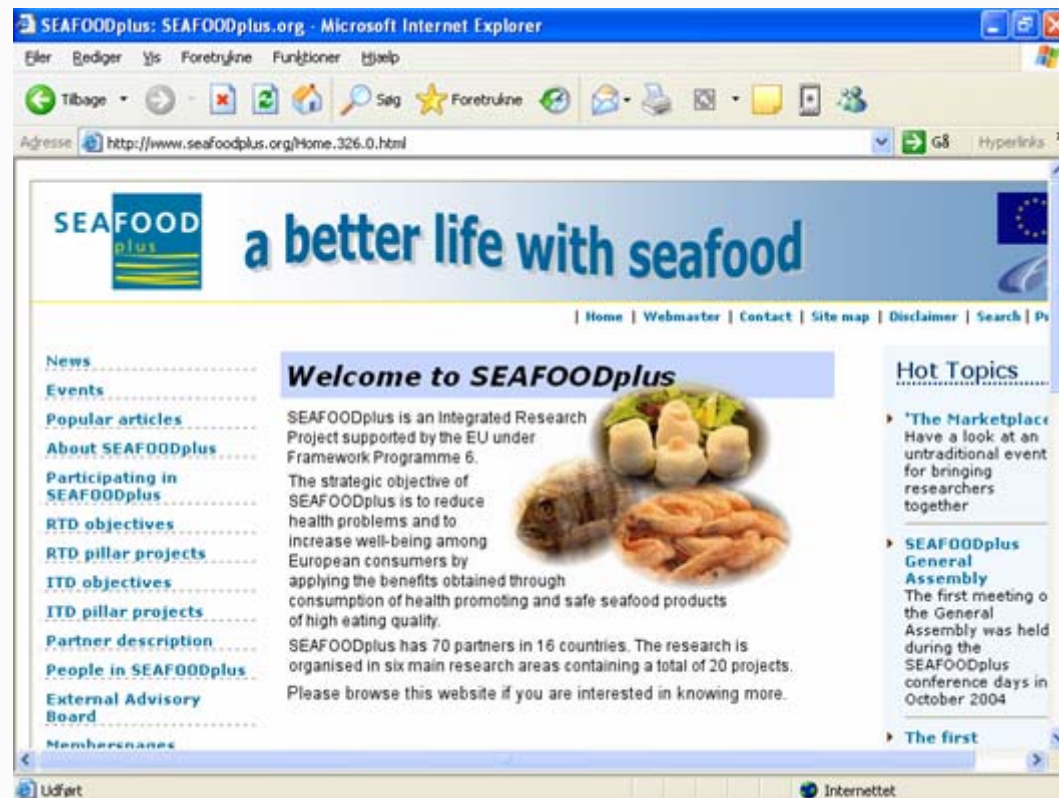 SEAFOODplus: SEAFOODplus.org - Microsoft Internet Explorer
Filer Rediger Vis Foretrukne Funktioner Hjælp
Tilbage Søg Foretrukne
Adresse http://www.seafoodplus.org/Home.326.0.html Gå Hyperlinks
SEAFOOD
plus
a better life with seafood
| Home | Webmaster | Contact | Site map | Disclaimer | Search |
News
Events
Popular articles
About SEAFOODplus
Participating in
SEAFOODplus
RTD objectives
RTD pillar projects
ITD objectives
ITD pillar projects
Partner description
People in SEAFOODplus
External Advisory
Board
Memberspages
Welcome to SEAFOODplus
SEAFOODplus is an Integrated Research
Project supported by the EU under
Framework Programme 6.
The strategic objective of
SEAFOODplus is to reduce
health problems and to
increase well-being among
European consumers by
applying the benefits obtained through
consumption of health promoting and safe seafood products
of high eating quality.
SEAFOODplus has 70 partners in 16 countries. The research is
organised in six main research areas containing a total of 20 projects.
Please browse this website if you are interested in knowing more.
Hot Topics
'The Marketplace
Have a look at an
untraditional event
for bringing
researchers
together
SEAFOODplus
General
Assembly
The first meeting o
the General
Assembly was held
during the
SEAFOODplus
conference days in
October 2004
The first
Udført Internettet